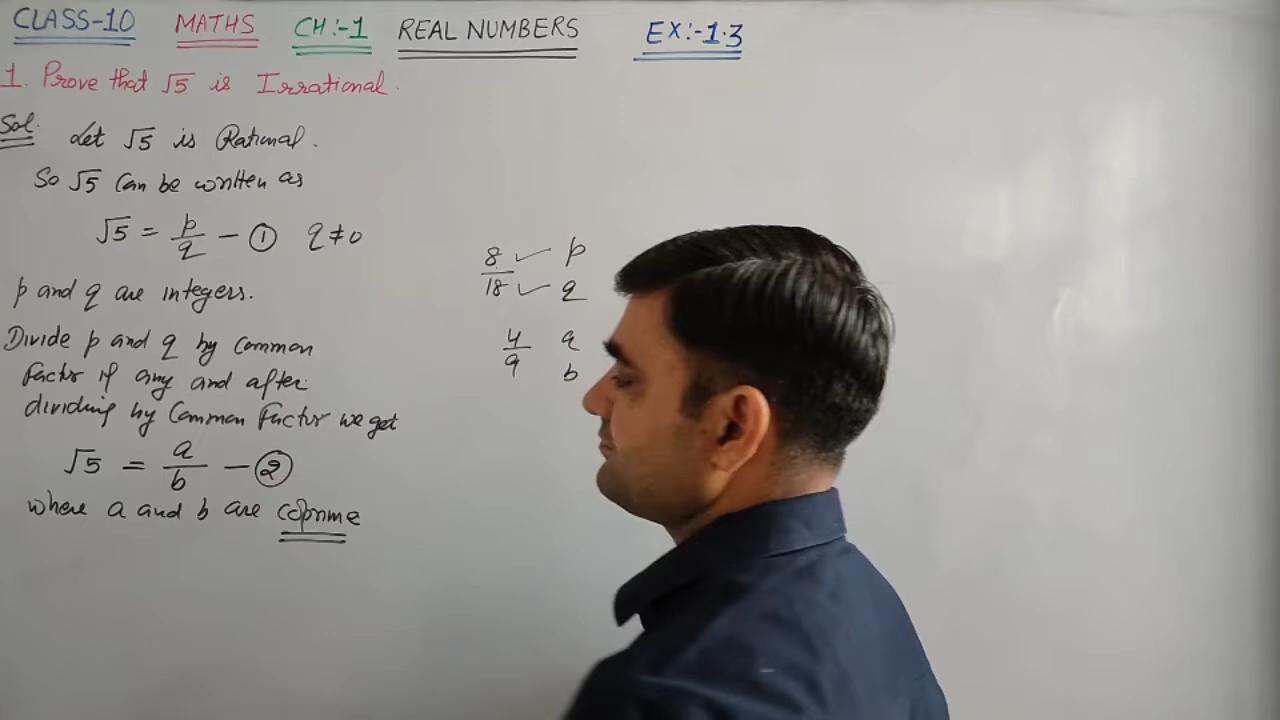 CLASS-10 MATHS CH:-1 REAL NUMBERS EX:-1.3
1. Prove that √5 is Irrational.
Sol. Let √5 is Rational.
So √5 Can be written as
√5 = p/q - ① q ≠ 0
p and q are integers.
Divide p and q by Common
factor if any and after
dividing by Common factor we get
√5 = a/b - ②
where a and b are coprime
8 ✓ p
18 ✓ q
4 a
9 b